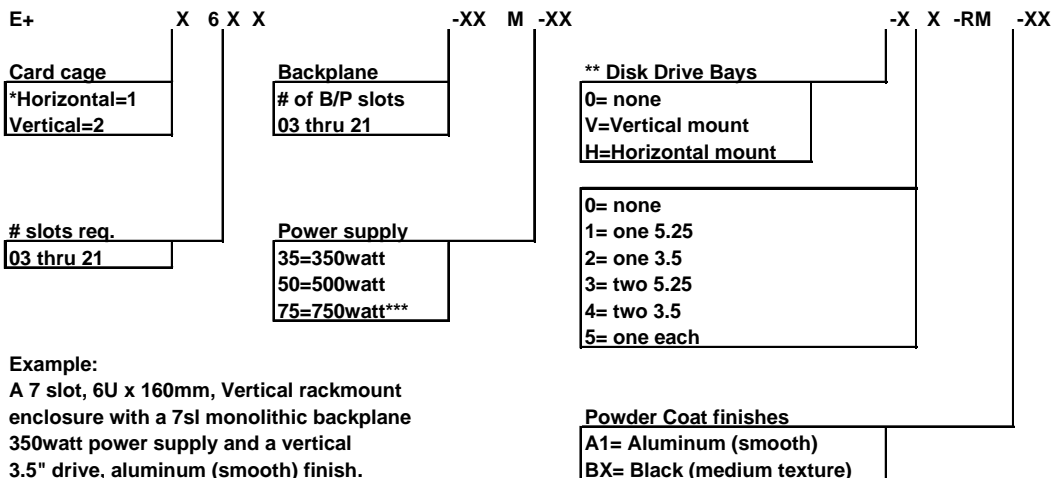 E+ X 6 X X -XX M -XX -X X -RM -XX
Card cage
*Horizontal=1
Vertical=2
Backplane
# of B/P slots
03 thru 21
** Disk Drive Bays
0= none
V=Vertical mount
H=Horizontal mount
# slots req.
03 thru 21
Power supply
35=350watt
50=500watt
75=750watt***
0= none
1= one 5.25
2= one 3.5
3= two 5.25
4= two 3.5
5= one each
Example:
A 7 slot, 6U x 160mm, Vertical rackmount
enclosure with a 7sl monolithic backplane
350watt power supply and a vertical
3.5" drive, aluminum (smooth) finish.
Powder Coat finishes
A1= Aluminum (smooth)
BX= Black (medium texture)